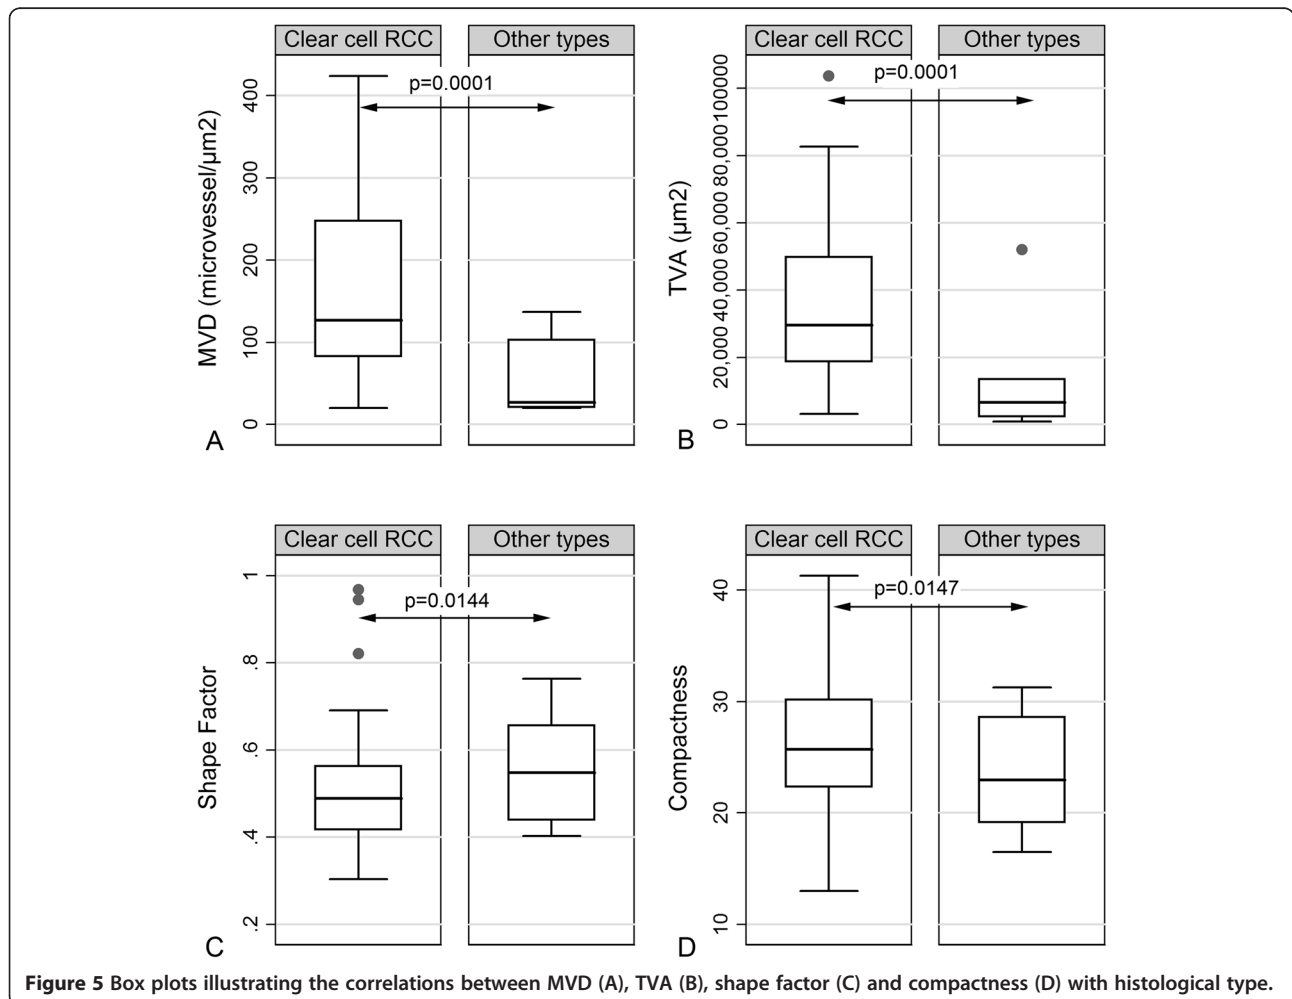 Clear cell RCC
Other types
p=0.0001
MVD (microvessel/µm2)
400
300
200
100
0
A
Clear cell RCC
Other types
p=0.0001
TVA (µm2)
100000
80,000
60,000
40,000
20,000
0
B
Clear cell RCC
Other types
p=0.0144
Shape Factor
1
.8
.6
.4
.2
C
Clear cell RCC
Other types
p=0.0147
Compactness
40
30
20
10
D
Figure 5 Box plots illustrating the correlations between MVD (A), TVA (B), shape factor (C) and compactness (D) with histological type.